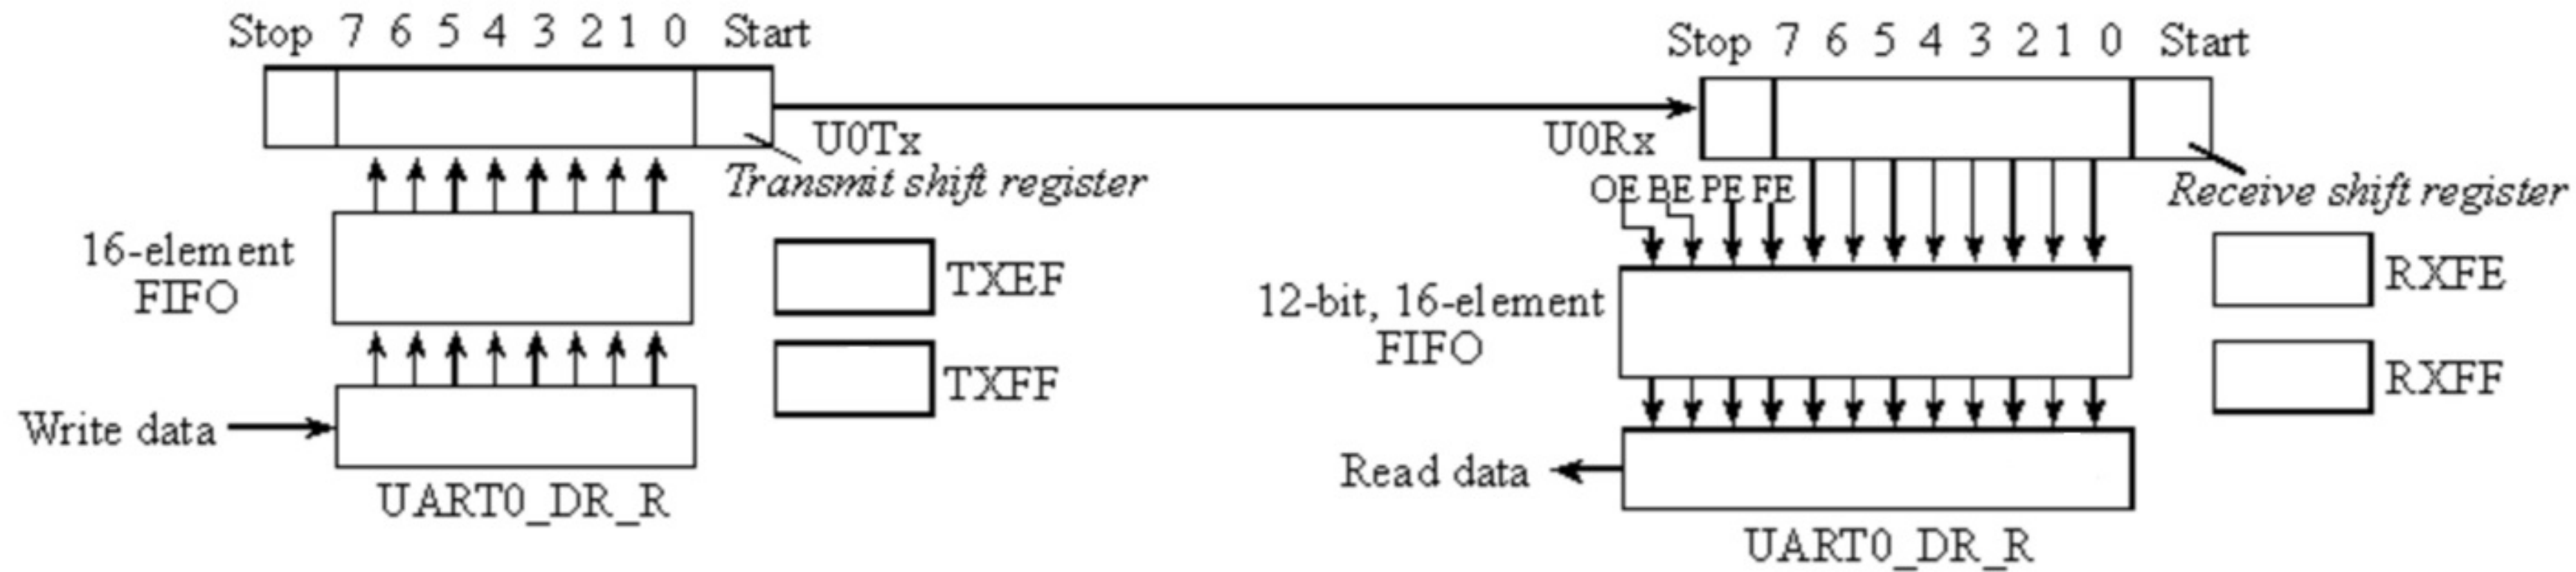 Stop 7 6 5 4 3 2 1 0 Start
U0Tx
Transmit shift register
16-element
FIFO
TXEF
TXFF
Write data
UART0_DR_R
Stop 7 6 5 4 3 2 1 0 Start
U0Rx
OE BE PE FE
Receive shift register
12-bit, 16-element
FIFO
RXFE
RXFF
Read data
UART0_DR_R